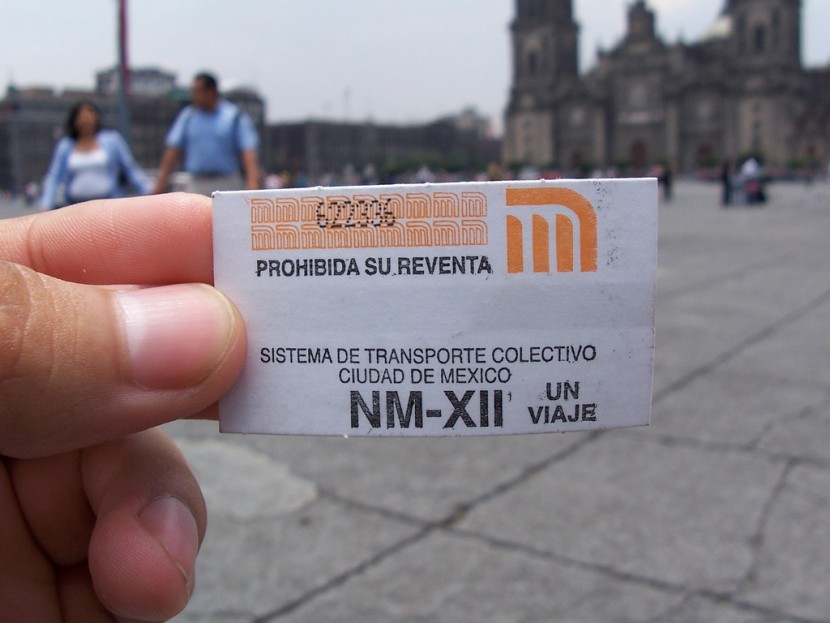 PROHIBIDA SU REVENTA
SISTEMA DE TRANSPORTE COLECTIVO
CIUDAD DE MEXICO
NM-XII
UN
VIAJE